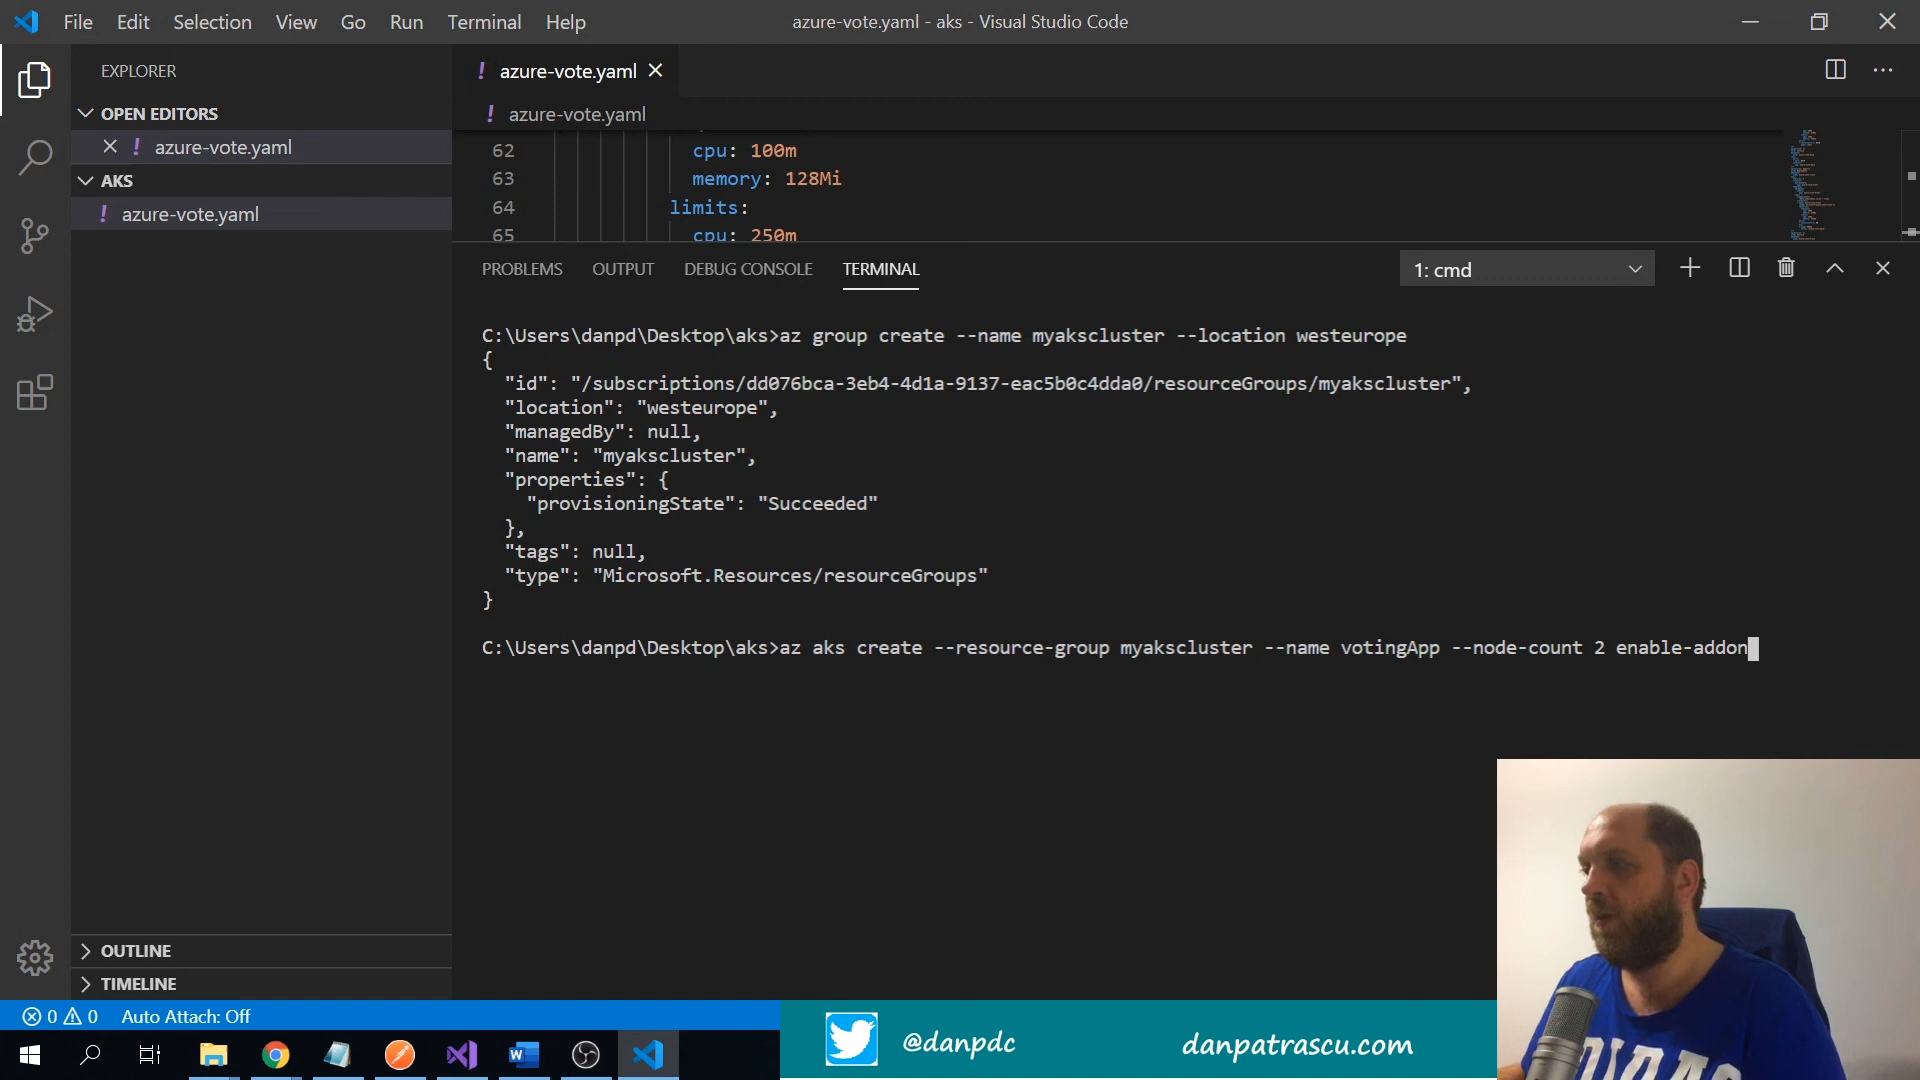 File Edit Selection View Go Run Terminal Help
azure-vote.yaml - aks - Visual Studio Code
EXPLORER
OPEN EDITORS
azure-vote.yaml
AKS
azure-vote.yaml
OUTLINE
TIMELINE
! azure-vote.yaml
! azure-vote.yaml
62 cpu: 100m
63 memory: 128Mi
64 limits:
65 cpu: 250m
PROBLEMS OUTPUT DEBUG CONSOLE TERMINAL
1: cmd
C:\Users\danpd\Desktop\aks>az group create --name myakscluster --location westeurope
{
"id": "/subscriptions/dd076bca-3eb4-4d1a-9137-eac5b0c4dda0/resourceGroups/myakscluster",
"location": "westeurope",
"managedBy": null,
"name": "myakscluster",
"properties": {
"provisioningState": "Succeeded"
},
"tags": null,
"type": "Microsoft.Resources/resourceGroups"
}
C:\Users\danpd\Desktop\aks>az aks create --resource-group myakscluster --name votingApp --node-count 2 enable-addon
0 0 Auto Attach: Off
@danpdc
danpatrascu.com